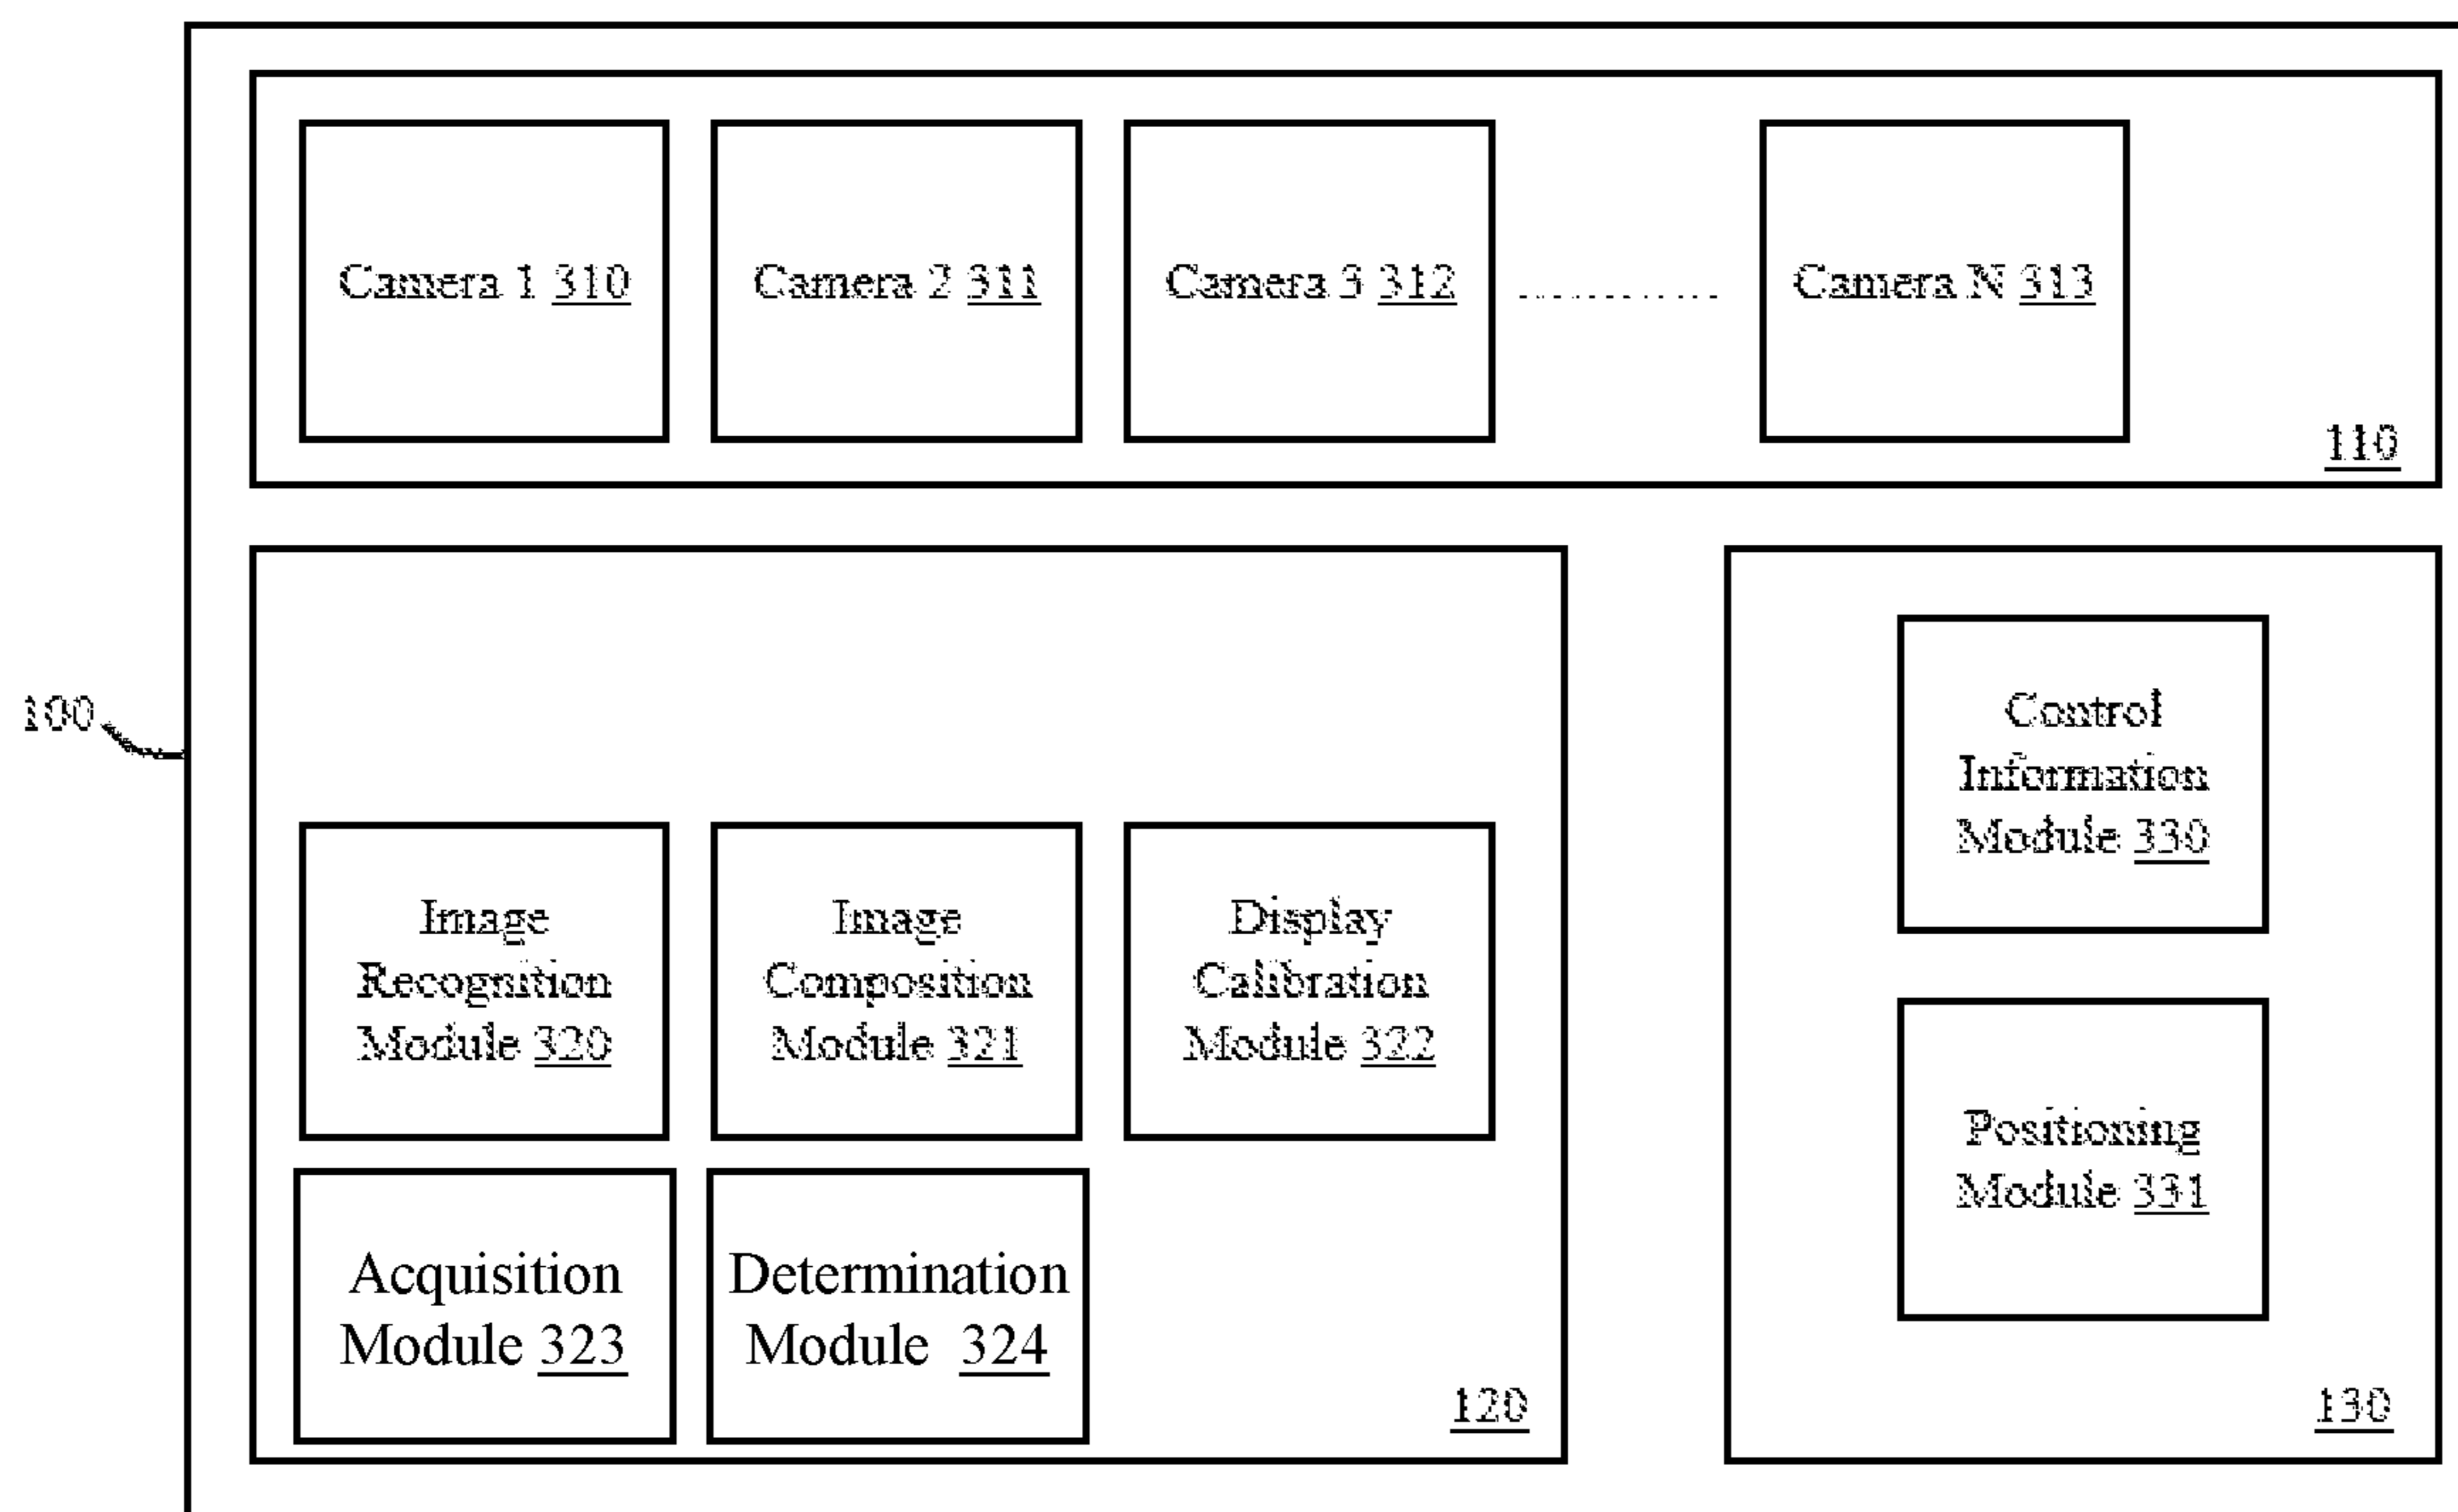 Camera 1 310
Camera 2 311
Camera 3 312
............
Camera N 313
110
100
Control
Information
Module 330
Image
Recognition
Module 320
Image
Composition
Module 321
Display
Calibration
Module 322
Positioning
Module 331
Acquisition
Module 323
Determination
Module 324
120
130